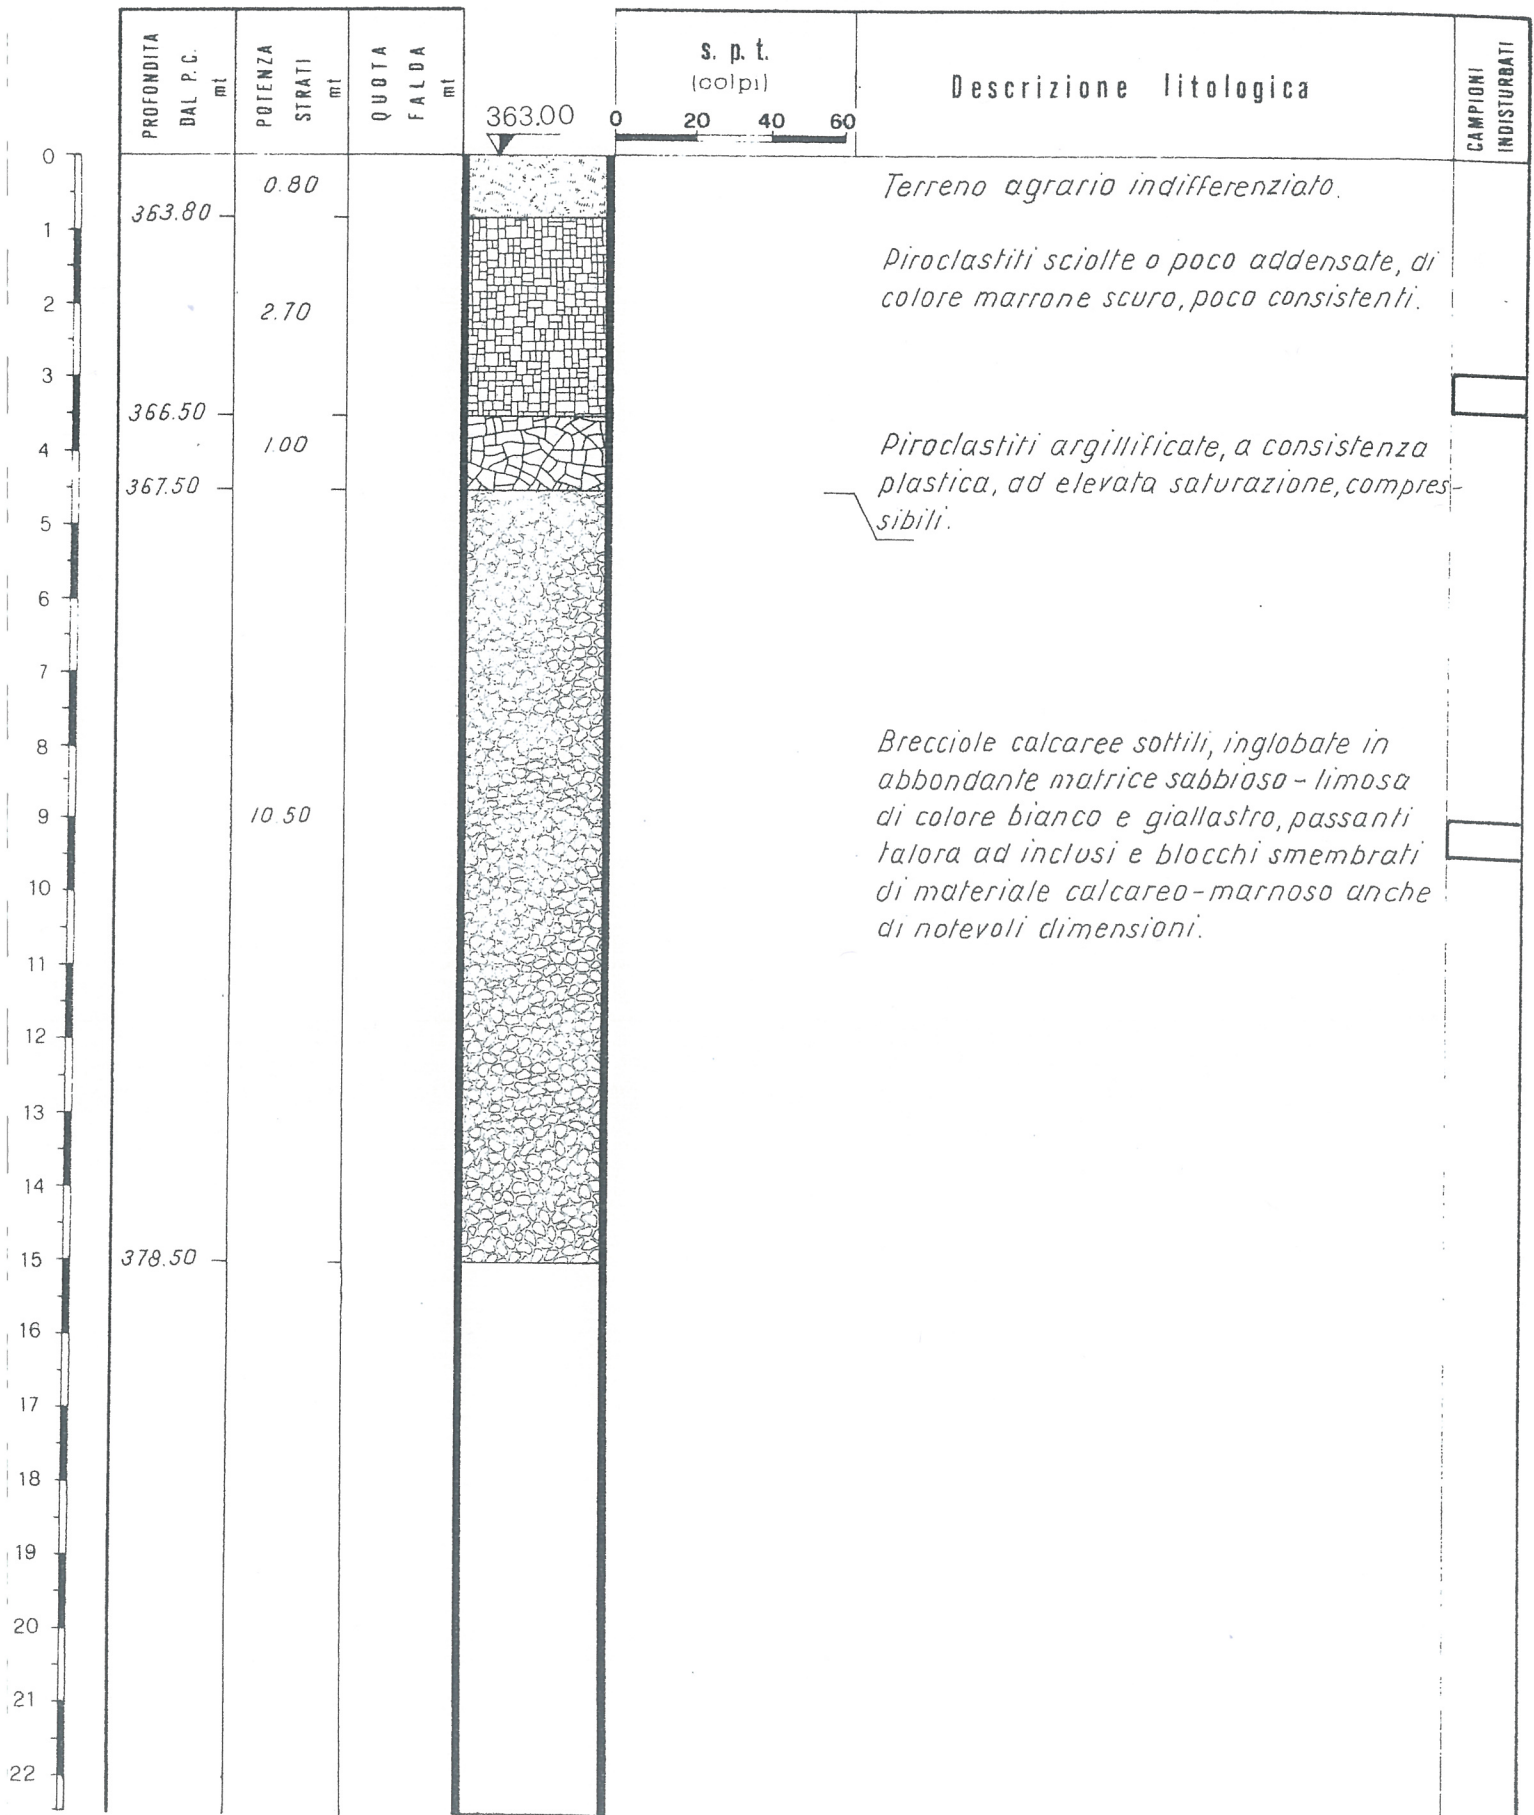 PROFONDITA
DAL P.C.
mt
POTENZA
STRATI
mt
QUOTA
FALDA
mt
363.00
s. p. t.
(colpi)
0 20 40 60
Descrizione litologica
CAMPIONI
INDISTURBATI
0
0.80
Terreno agrario indifferenziato.
363.80
1
Piroclastiti sciolte o poco addensate, di
colore marrone scuro, poco consistenti.
2
2.70
3
366.50
4
1.00
Piroclastiti argillificate, a consistenza
plastica, ad elevata saturazione, compres-
sibili.
367.50
5
6
7
8
Brecciole calcaree sottili, inglobate in
abbondante matrice sabbioso - limosa
di colore bianco e giallastro, passanti
talora ad inclusi e blocchi smembrati
di materiale calcareo-marnoso anche
di notevoli dimensioni.
9
10.50
10
11
12
13
14
15
378.50
16
17
18
19
20
21
22